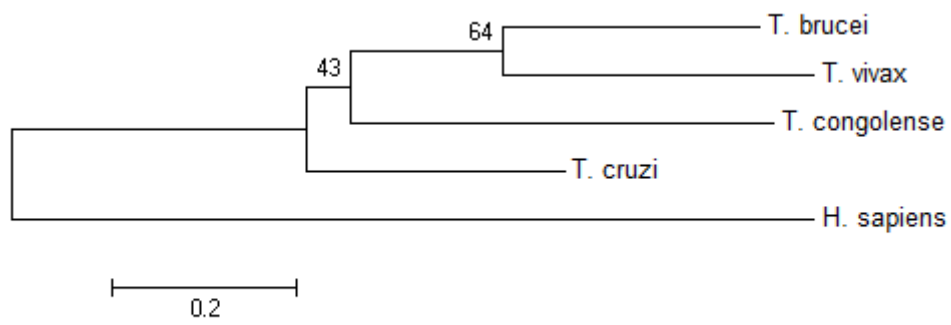 T. brucei
64
T. vivax
43
T. congolense
T. cruzi
H. sapiens
0.2